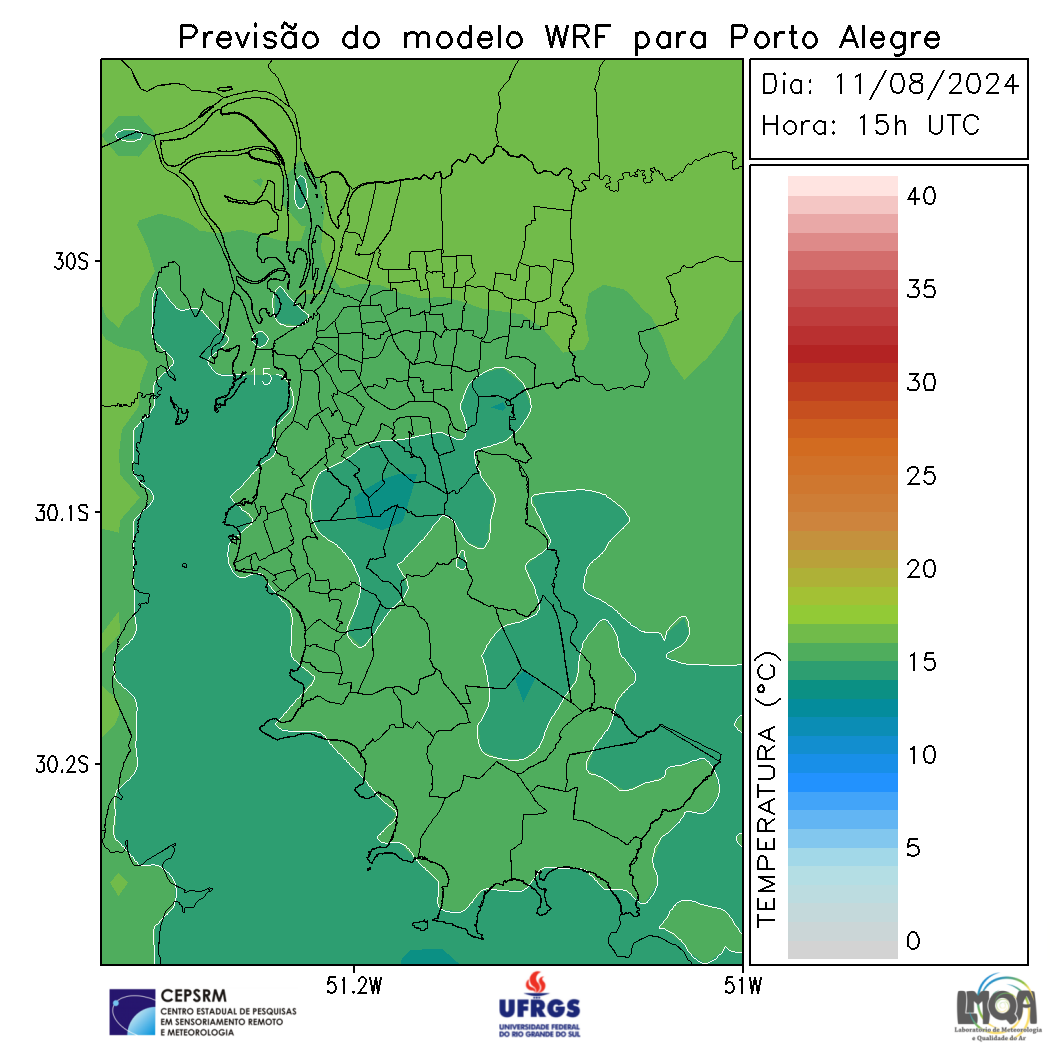 Previsão do modelo WRF para Porto Alegre
Dia: 11/08/2024
Hora: 15h UTC
40
35
30
25
20
15
10
5
0
TEMPERATURA (°C)
30S
30.1S
30.2S
15
51.2W
51W
CEPSRM
CENTRO ESTADUAL DE PESQUISAS
EM SENSORIAMENTO REMOTO
E METEOROLOGIA
UFRGS
UNIVERSIDADE FEDERAL
DO RIO GRANDE DO SUL
LMQA
Laboratório de Meteorologia
e Qualidade do Ar